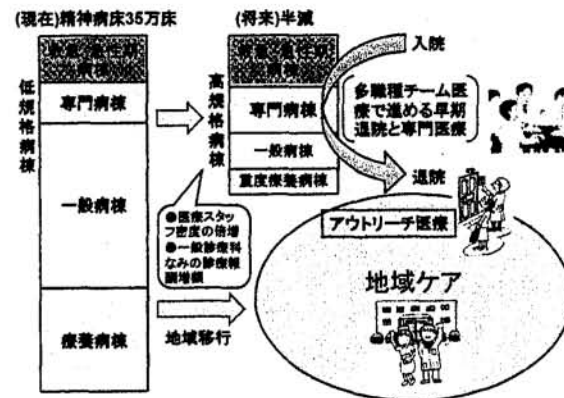 (現在)精神病床35万床
(将来)半減
低規格病棟
専門病棟
一般病棟
療養病棟
高規格病棟
専門病棟
一般病棟
重度療養病棟
入院
多職種チーム医
療で進める早期
退院と専門医療
退院
●医療スタッ
フ密度の倍増
●一般診療科
なみの診療報
酬増額
アウトリーチ医療
地域ケア
地域移行